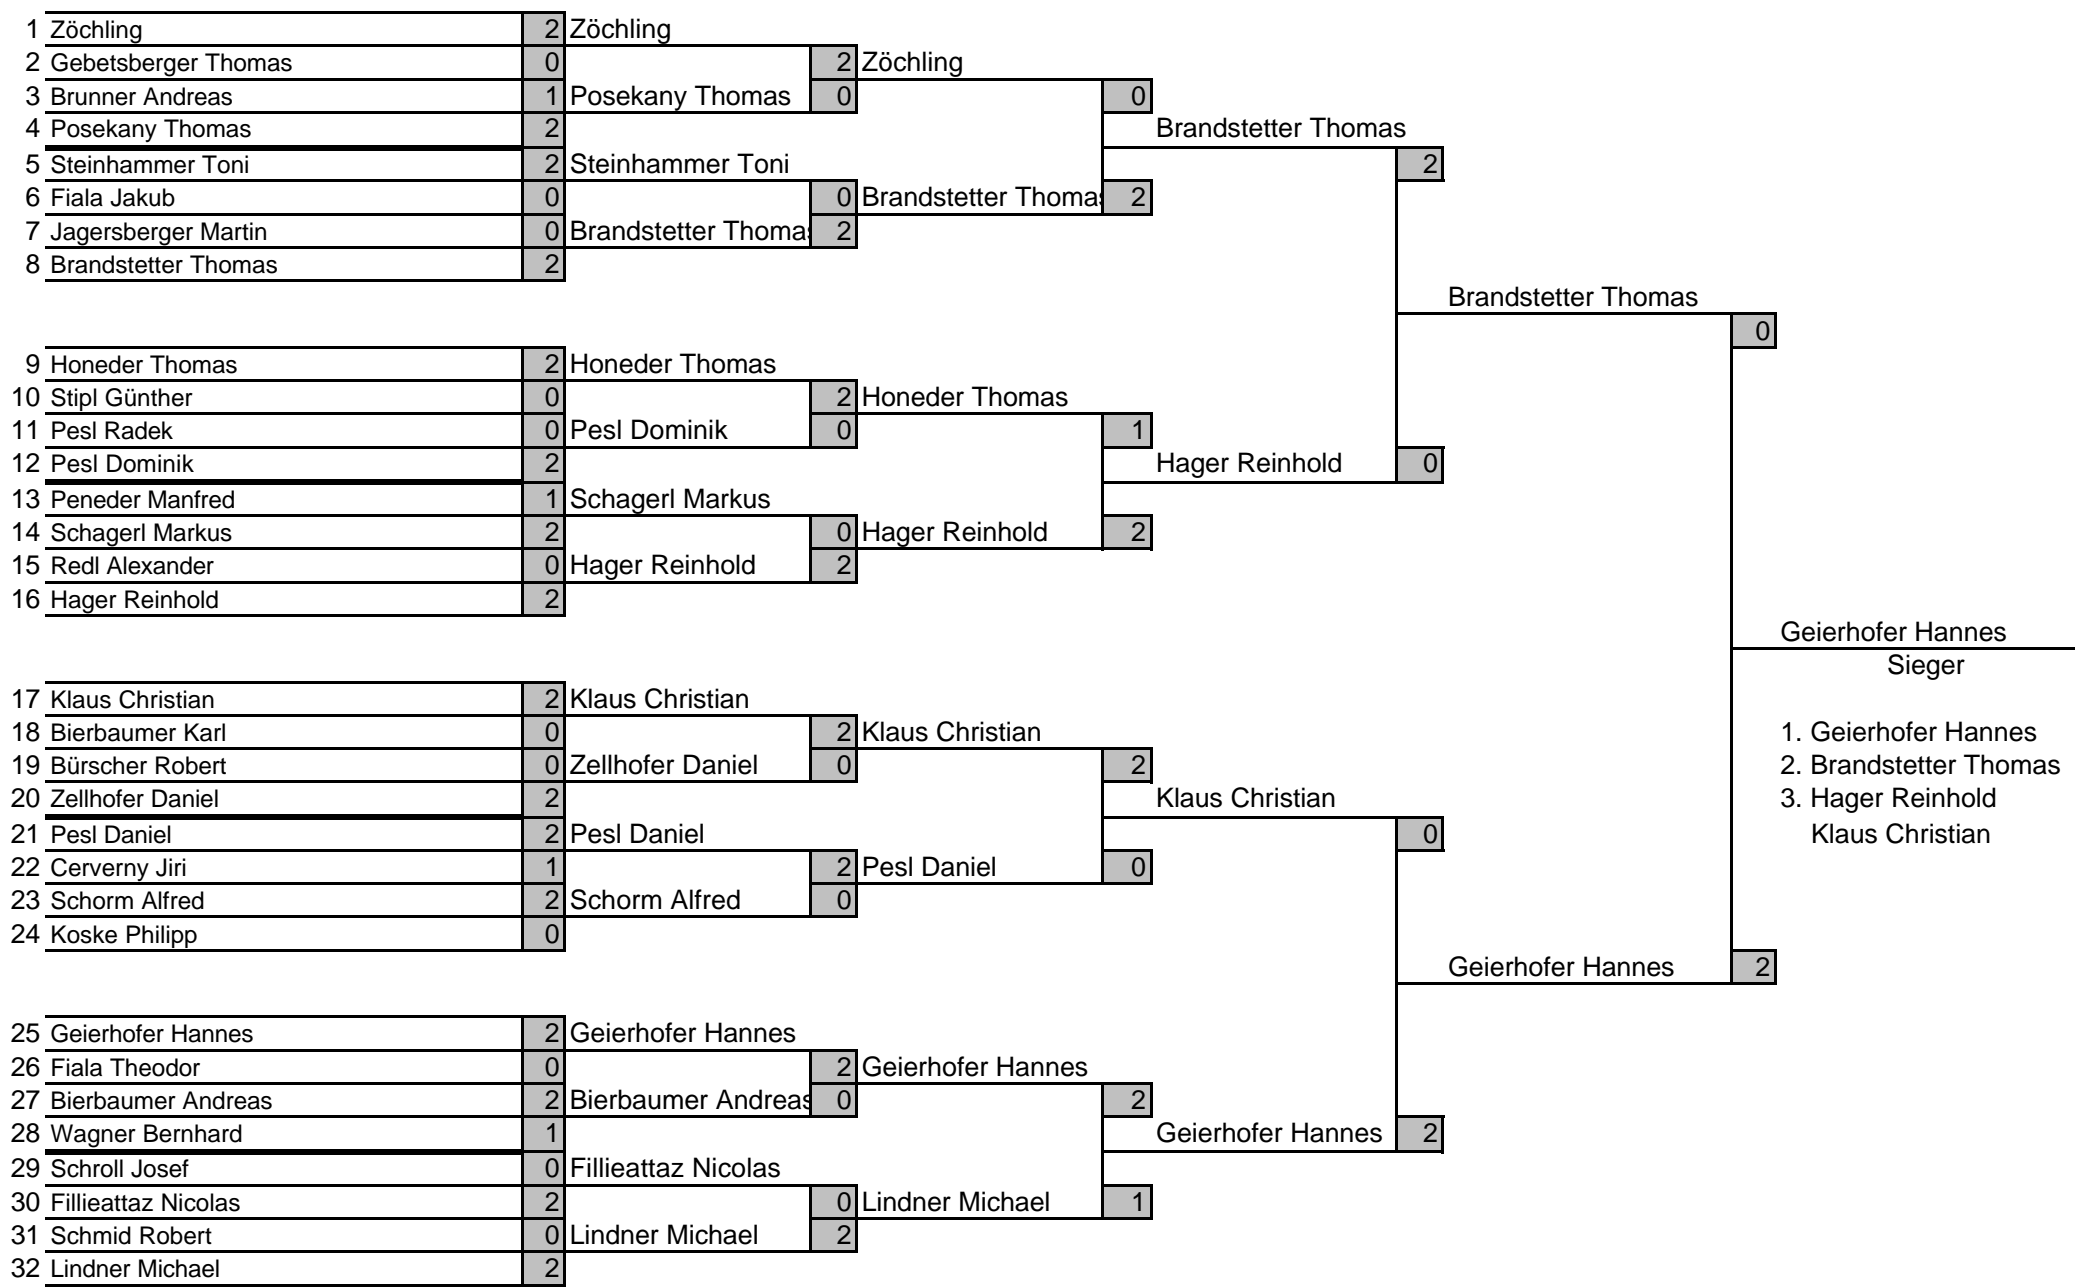 1 Zöchling 2 Zöchling
2 Gebetsberger Thomas 0 2 Zöchling
3 Brunner Andreas 1 Posekany Thomas 0 0
4 Posekany Thomas 2 Brandstetter Thomas
5 Steinhammer Toni 2 Steinhammer Toni 2
6 Fiala Jakub 0 0 Brandstetter Thomas 2
7 Jagersberger Martin 0 Brandstetter Thomas 2
8 Brandstetter Thomas 2
Brandstetter Thomas
0
9 Honeder Thomas 2 Honeder Thomas
10 Stipl Günther 0 2 Honeder Thomas
11 Pesl Radek 0 Pesl Dominik 0 1
12 Pesl Dominik 2 Hager Reinhold 0
13 Peneder Manfred 1 Schagerl Markus
14 Schagerl Markus 2 0 Hager Reinhold 2
15 Redl Alexander 0 Hager Reinhold 2
16 Hager Reinhold 2
Geierhofer Hannes
Sieger
17 Klaus Christian 2 Klaus Christian
18 Bierbaumer Karl 0 2 Klaus Christian 1. Geierhofer Hannes
19 Bürscher Robert 0 Zellhofer Daniel 0 2 2. Brandstetter Thomas
20 Zellhofer Daniel 2 Klaus Christian 3. Hager Reinhold
21 Pesl Daniel 2 Pesl Daniel 0 Klaus Christian
22 Cerverny Jiri 1 2 Pesl Daniel 0
23 Schorm Alfred 2 Schorm Alfred 0
24 Koske Philipp 0
Geierhofer Hannes 2
25 Geierhofer Hannes 2 Geierhofer Hannes
26 Fiala Theodor 0 2 Geierhofer Hannes
27 Bierbaumer Andreas 2 Bierbaumer Andreas 0 2
28 Wagner Bernhard 1 Geierhofer Hannes 2
29 Schroll Josef 0 Fillieattaz Nicolas
30 Fillieattaz Nicolas 2 0 Lindner Michael 1
31 Schmid Robert 0 Lindner Michael 2
32 Lindner Michael 2